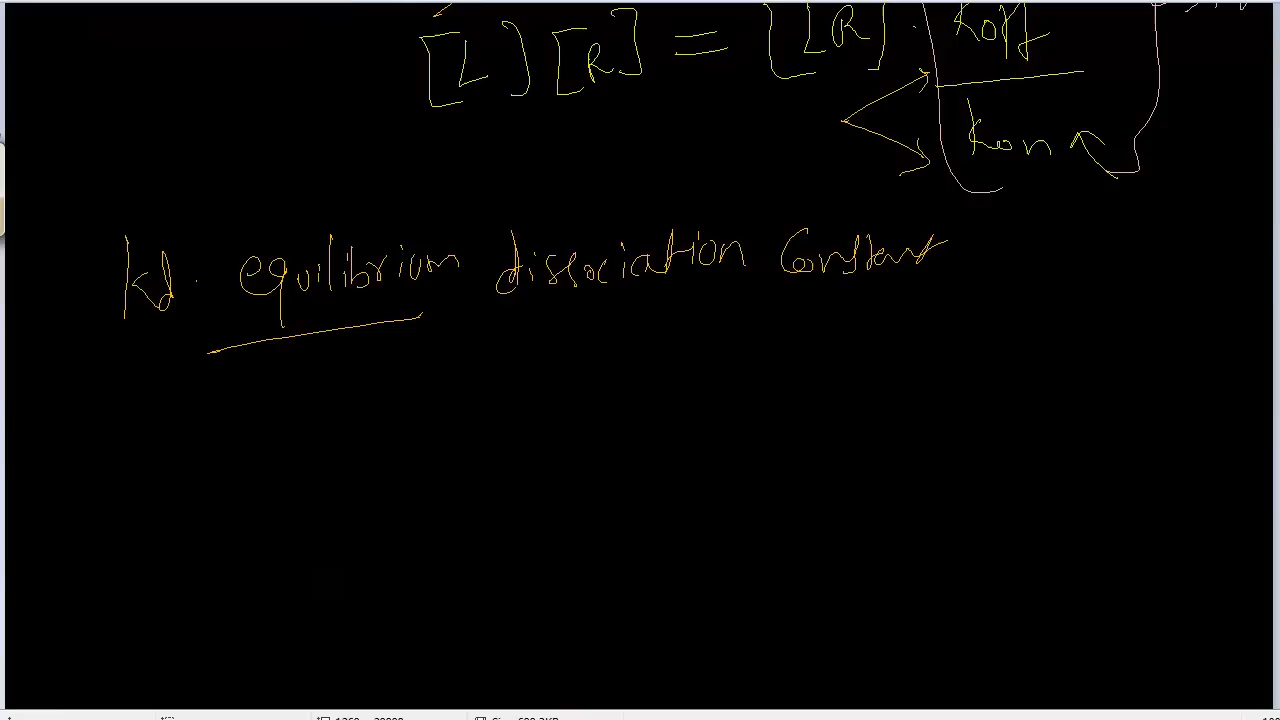 [L] [R] = [LR] . koff
kon
kd. equilibrium dissociation Constant